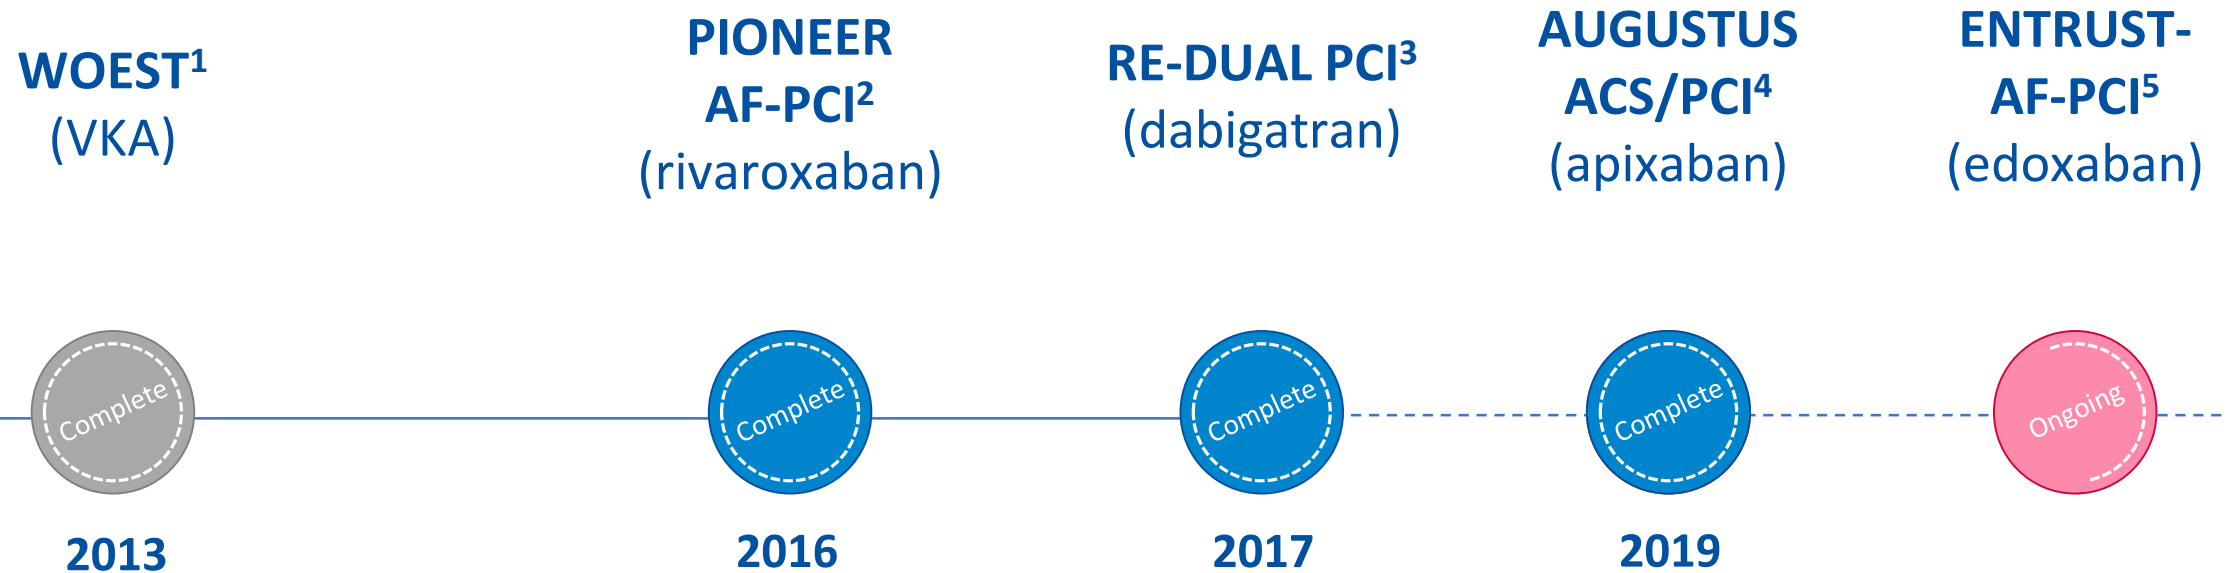 WOEST¹
(VKA)
PIONEER
AF-PCI²
(rivaroxaban)
RE-DUAL PCI³
(dabigatran)
AUGUSTUS
ACS/PCI⁴
(apixaban)
ENTRUST-
AF-PCI⁵
(edoxaban)
Complete
Complete
Complete
Complete
Ongoing
2013
2016
2017
2019